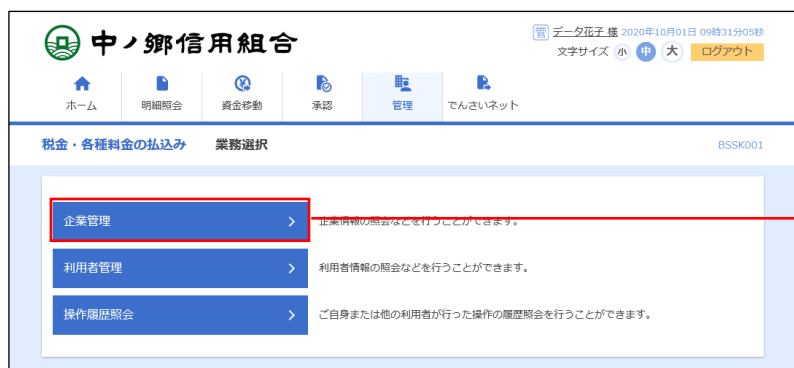 中ノ郷信用組合
管 データ花子 様 2020年10月01日 09時31分05秒
文字サイズ 小 中 大 ログアウト
ホーム 明細照会 資金移動 承認 管理 でんさいネット
税金・各種料金の払込み 業務選択 BSSK001
企業管理 企業情報の照会などを行うことができます。
利用者管理 利用者情報の照会などを行うことができます。
操作履歴照会 ご自身または他の利用者が行った操作の履歴照会を行うことができます。